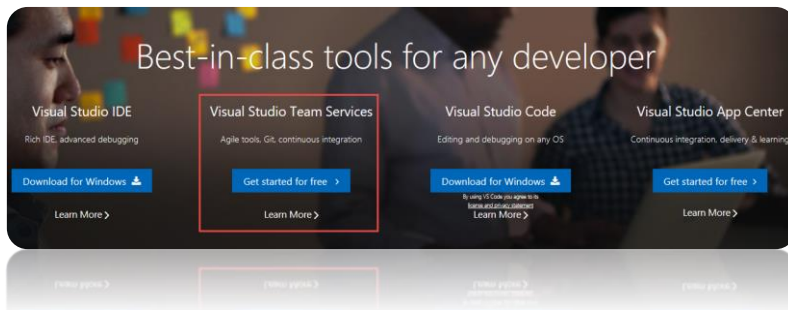 Best-in-class tools for any developer
Visual Studio IDE
Rich IDE, advanced debugging
Download for Windows
Learn More
Visual Studio Team Services
Agile tools, Git, continuous integration
Get started for free
Learn More
Visual Studio Code
Editing and debugging on any OS
Download for Windows
By using VS Code you agree to its
license and privacy statement
Learn More
Visual Studio App Center
Continuous integration, delivery & learning
Get started for free
Learn More